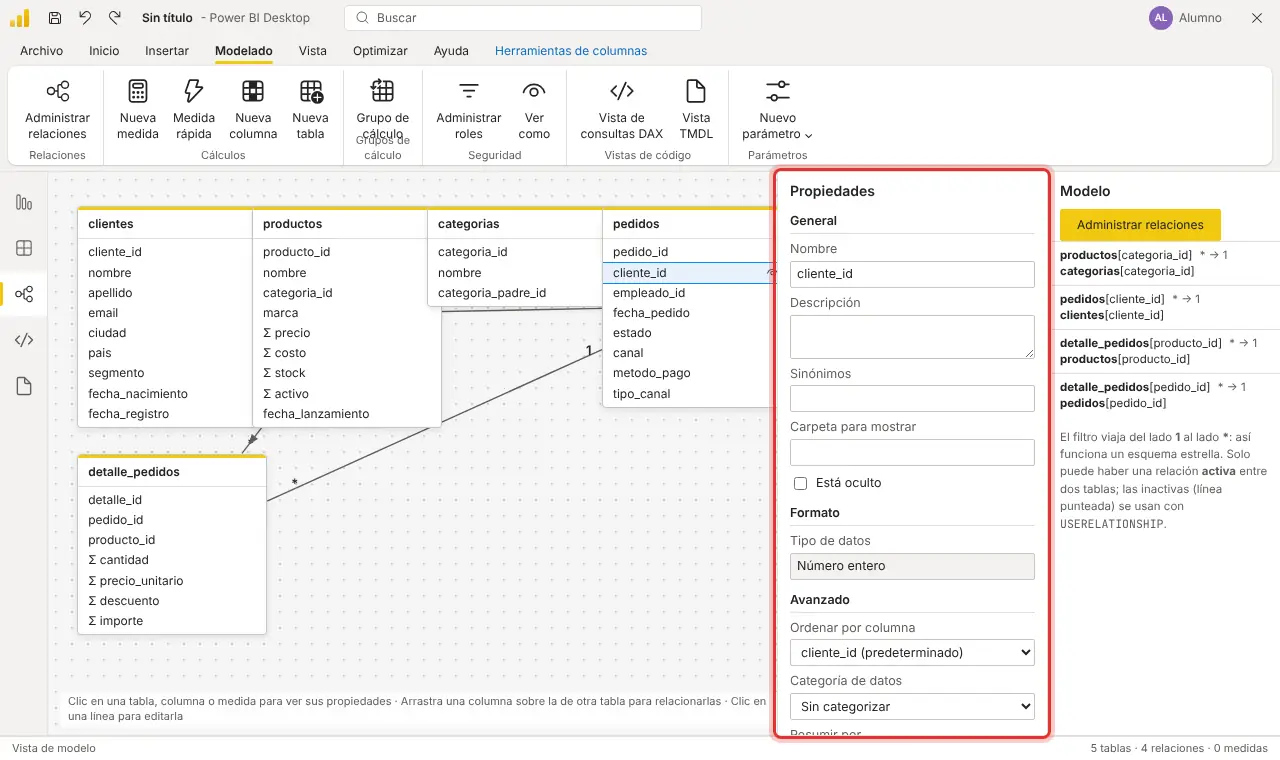 Sin título - Power BI Desktop
Buscar
AL Alumno
Archivo Inicio Insertar Modelado Vista Optimizar Ayuda Herramientas de columnas
Administrar relaciones
Relaciones
Nueva medida
Medida rápida
Nueva columna
Nueva tabla
Cálculos
Grupo de cálculo
Grupos de cálculo
Administrar roles
Ver como
Seguridad
Vista de consultas DAX
Vista TMDL
Vistas de código
Nuevo parámetro
Parámetros
clientes
cliente_id
nombre
apellido
email
ciudad
pais
segmento
fecha_nacimiento
fecha_registro
productos
producto_id
nombre
categoria_id
marca
Σ precio
Σ costo
Σ stock
Σ activo
fecha_lanzamiento
categorias
categoria_id
nombre
categoria_padre_id
pedidos
pedido_id
cliente_id
empleado_id
fecha_pedido
estado
canal
metodo_pago
tipo_canal
1
*
detalle_pedidos
detalle_id
pedido_id
producto_id
Σ cantidad
Σ precio_unitario
Σ descuento
Σ importe
Clic en una tabla, columna o medida para ver sus propiedades · Arrastra una columna sobre la de otra tabla para relacionarlas · Clic en
una línea para editarla
Propiedades
General
Nombre
cliente_id
Descripción
Sinónimos
Carpeta para mostrar
Está oculto
Formato
Tipo de datos
Número entero
Avanzado
Ordenar por columna
cliente_id (predeterminado)
Categoría de datos
Sin categorizar
Resumir por
Modelo
Administrar relaciones
productos[categoria_id] * → 1
categorias[categoria_id]
pedidos[cliente_id] * → 1
clientes[cliente_id]
detalle_pedidos[producto_id] * → 1
productos[producto_id]
detalle_pedidos[pedido_id] * → 1
pedidos[pedido_id]
El filtro viaja del lado 1 al lado *: así
funciona un esquema estrella. Solo
puede haber una relación activa entre
dos tablas; las inactivas (línea
punteada) se usan con
USERELATIONSHIP.
Vista de modelo
5 tablas · 4 relaciones · 0 medidas